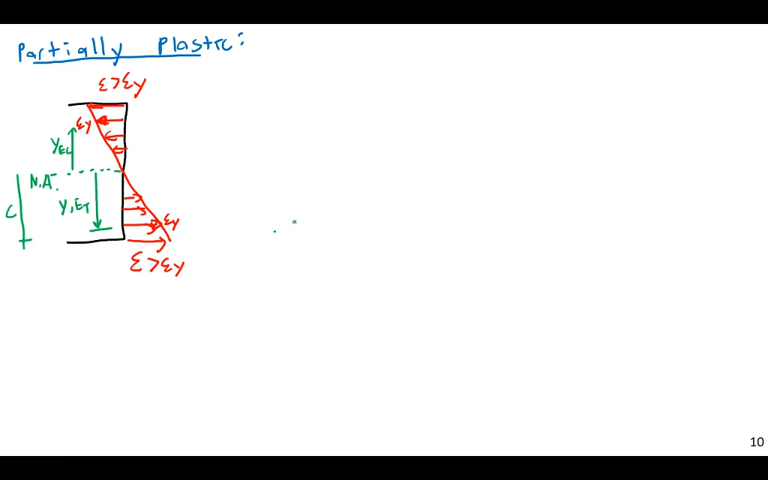 Partially Plastic:
ε>εy
εy
yEC
N.A.
C
y,ET
εy
ε>εy
10